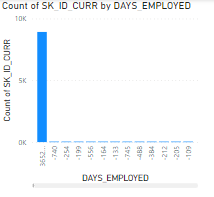 Count of SK_ID_CURR by DAYS_EMPLOYED
10K
5K
0K
Count of SK_ID_CURR
3652...
-740
-254
-199
-556
-164
-133
-745
-488
-384
-212
-205
-109
DAYS_EMPLOYED